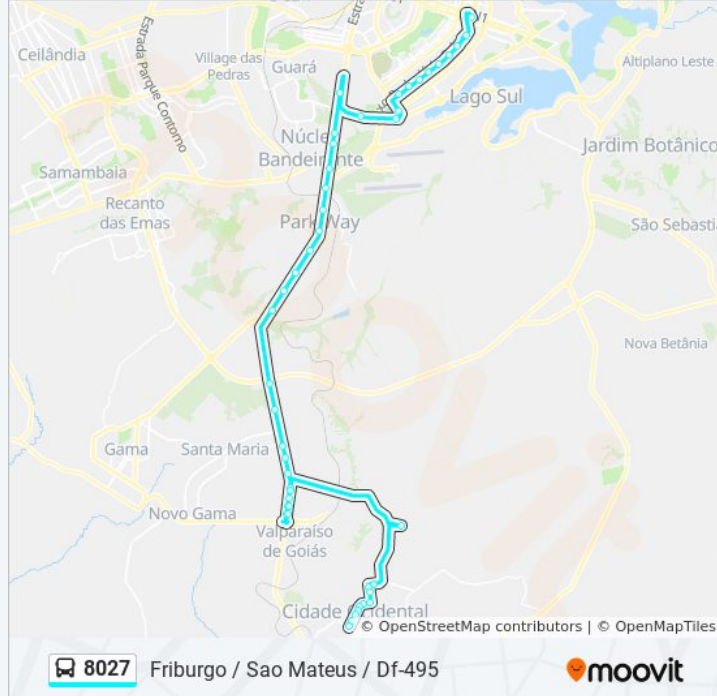 Ceilândia
Estrada Parque Contorno
Village das
Pedras
Guará
Altiplano Leste
Lago Sul
Núcle
Bandeirante
Jardim Botânico
Samambaia
Recanto
das Emas
Park Way
São Sebastia
Nova Betânia
Gama
Santa Maria
Novo Gama
Valparaíso
de Goiás
Cidade Ocidental
© OpenStreetMap contributors | © OpenMapTiles
8027
Friburgo / Sao Mateus / Df-495
moovit